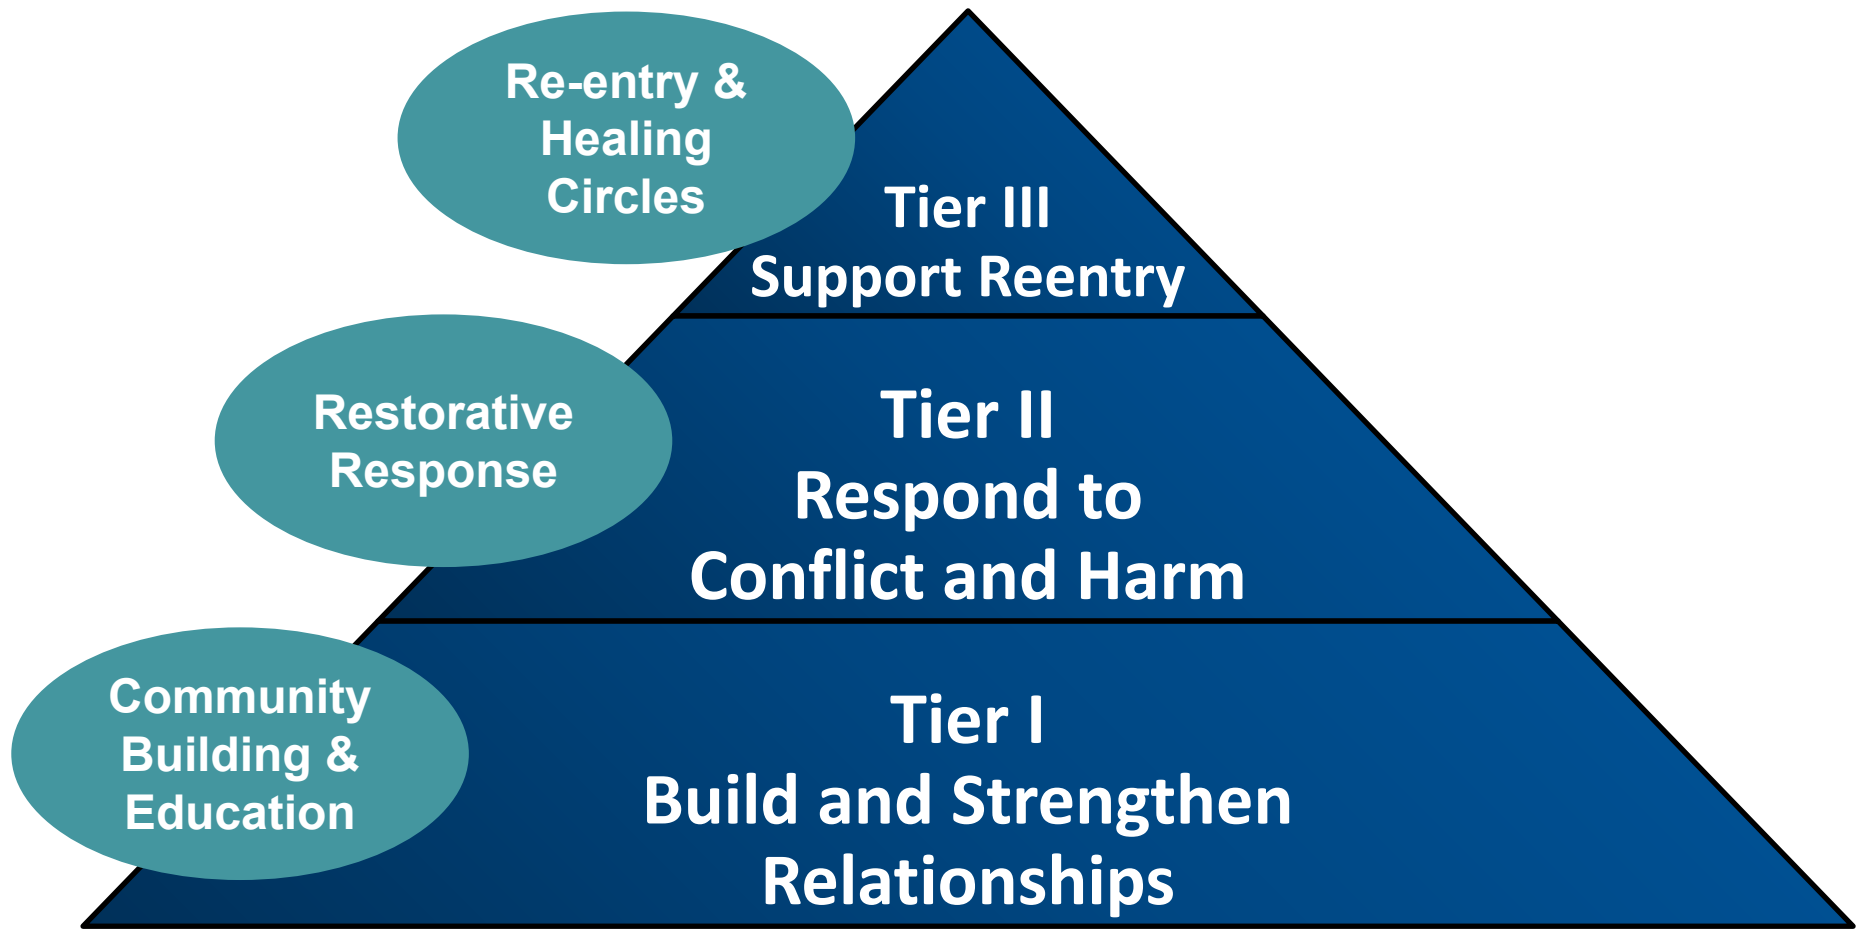 Re-entry &
Healing
Circles
Tier III
Support Reentry
Restorative
Response
Tier II
Respond to
Conflict and Harm
Community
Building &
Education
Tier I
Build and Strengthen
Relationships